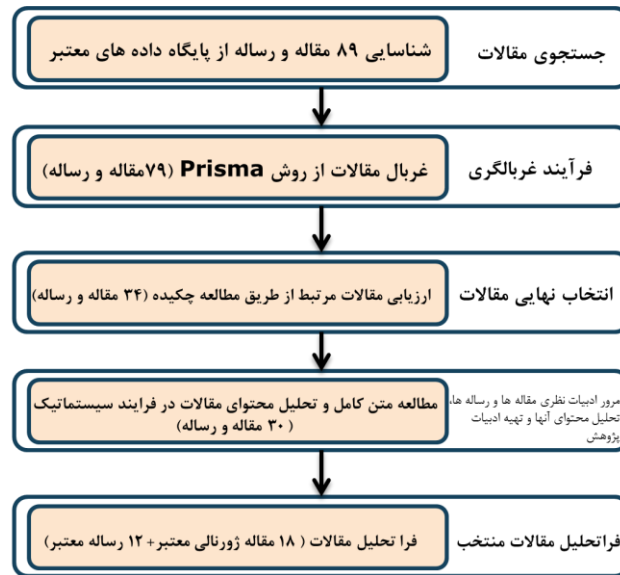 جستجوی مقالات
شناسایی ۸۹ مقاله و رساله از پایگاه داده های معتبر
فرآیند غربالگری
غربال مقالات از روش Prisma (۷۹مقاله و رساله)
انتخاب نهایی مقالات
ارزیابی مقالات مرتبط از طریق مطالعه چکیده (۳۴ مقاله و رساله)
مرور ادبیات نظری مقاله ها و رساله ها،
تحلیل محتوای آنها و تهیه ادبیات
پژوهش
مطالعه متن کامل و تحلیل محتوای مقالات در فرایند سیستماتیک
( ۳۰ مقاله و رساله)
فراتحلیل مقالات منتخب
فرا تحلیل مقالات ( ۱۸ مقاله ژورنالی معتبر+ ۱۲ رساله معتبر)